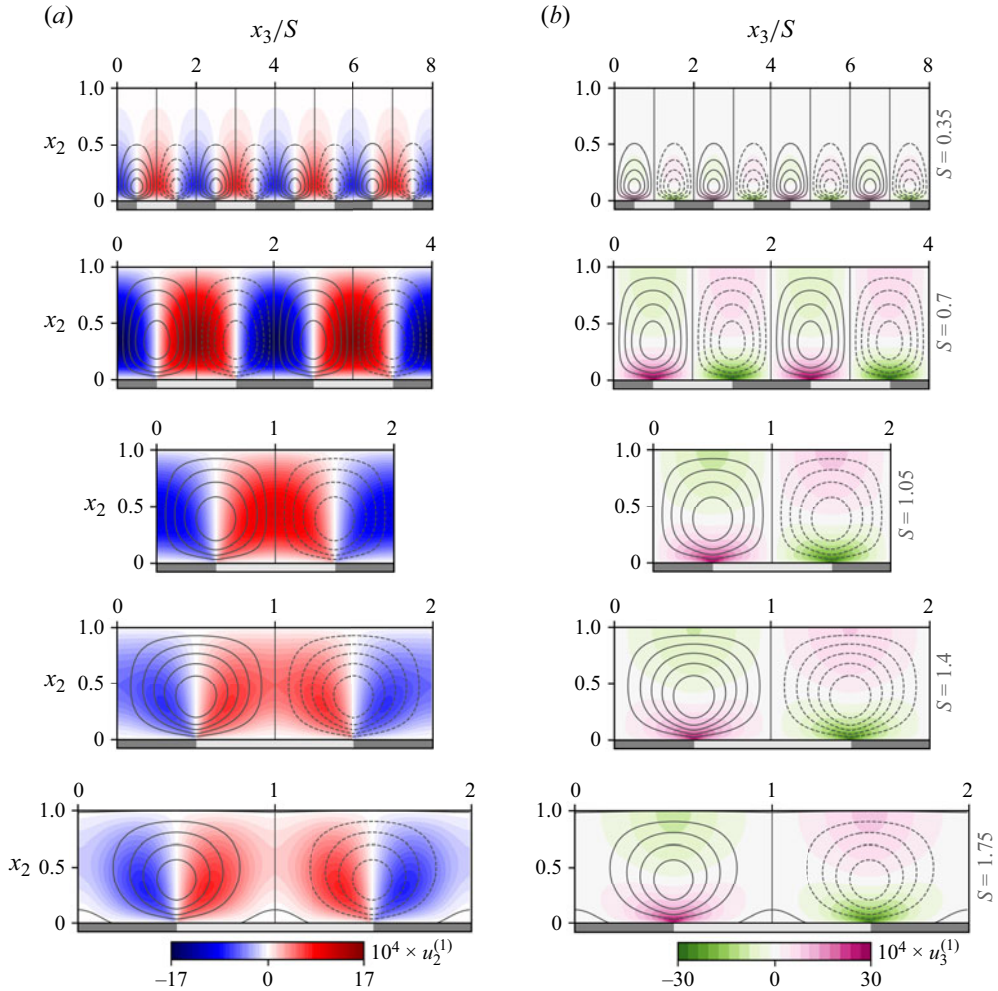 (a) (b)
x3/S x3/S
0 2 4 6 8 0 2 4 6 8
1.0 1.0
x2 0.5 0.5 S = 0.35
0 0
0 2 4 0 2 4
1.0 1.0
x2 0.5 0.5 S = 0.7
0 0
0 1 2 0 1 2
1.0 1.0
x2 0.5 0.5 S = 1.05
0 0
0 1 2 0 1 2
1.0 1.0
x2 0.5 0.5 S = 1.4
0 0
0 1 2 0 1 2
1.0 1.0
x2 0.5 0.5 S = 1.75
0 0
10^4 × u_2^(1) 10^4 × u_3^(1)
−17 0 17 −30 0 30